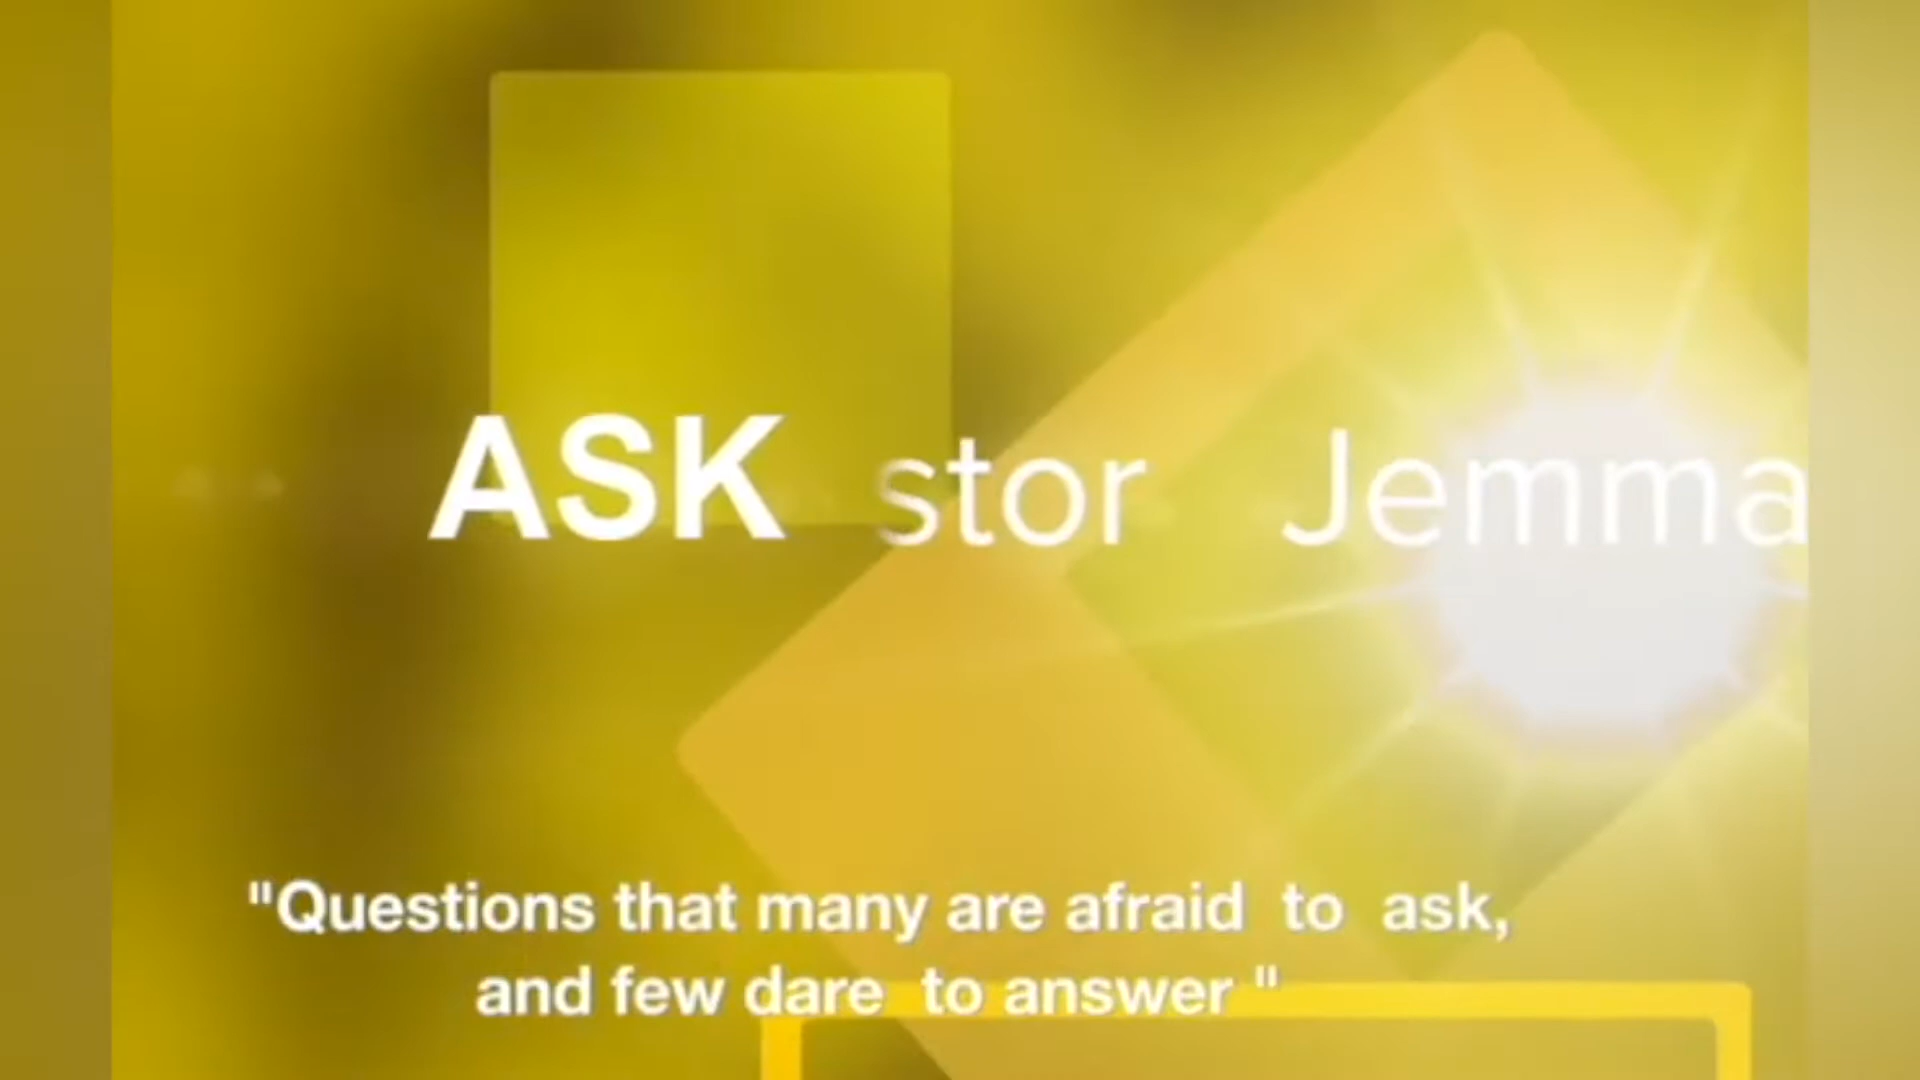 ASK stor Jemma
"Questions that many are afraid to ask,
and few dare to answer "